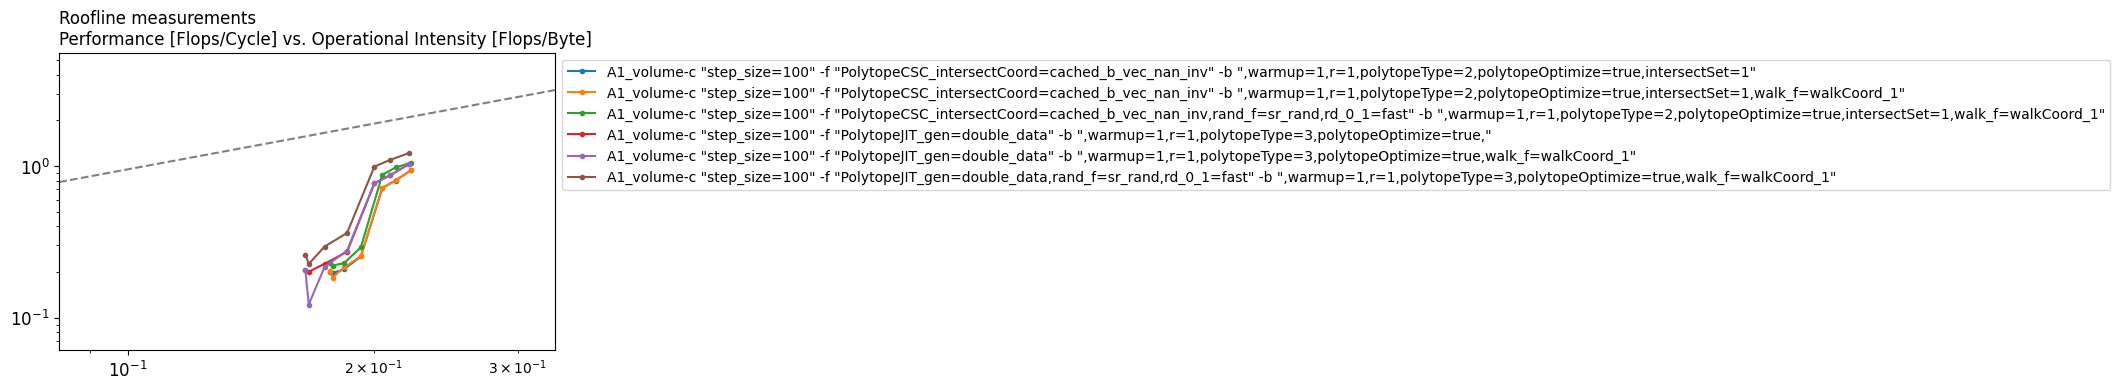 Roofline measurements
Performance [Flops/Cycle] vs. Operational Intensity [Flops/Byte]
A1_volume-c "step_size=100" -f "PolytopeCSC_intersectCoord=cached_b_vec_nan_inv" -b ",warmup=1,r=1,polytopeType=2,polytopeOptimize=true,intersectSet=1"
A1_volume-c "step_size=100" -f "PolytopeCSC_intersectCoord=cached_b_vec_nan_inv" -b ",warmup=1,r=1,polytopeType=2,polytopeOptimize=true,intersectSet=1,walk_f=walkCoord_1"
A1_volume-c "step_size=100" -f "PolytopeCSC_intersectCoord=cached_b_vec_nan_inv,rand_f=sr_rand,rd_0_1=fast" -b ",warmup=1,r=1,polytopeType=2,polytopeOptimize=true,intersectSet=1,walk_f=walkCoord_1"
A1_volume-c "step_size=100" -f "PolytopeJIT_gen=double_data" -b ",warmup=1,r=1,polytopeType=3,polytopeOptimize=true,"
A1_volume-c "step_size=100" -f "PolytopeJIT_gen=double_data" -b ",warmup=1,r=1,polytopeType=3,polytopeOptimize=true,walk_f=walkCoord_1"
A1_volume-c "step_size=100" -f "PolytopeJIT_gen=double_data,rand_f=sr_rand,rd_0_1=fast" -b ",warmup=1,r=1,polytopeType=3,polytopeOptimize=true,walk_f=walkCoord_1"
10⁰
10⁻¹
10⁻¹ 2 × 10⁻¹ 3 × 10⁻¹